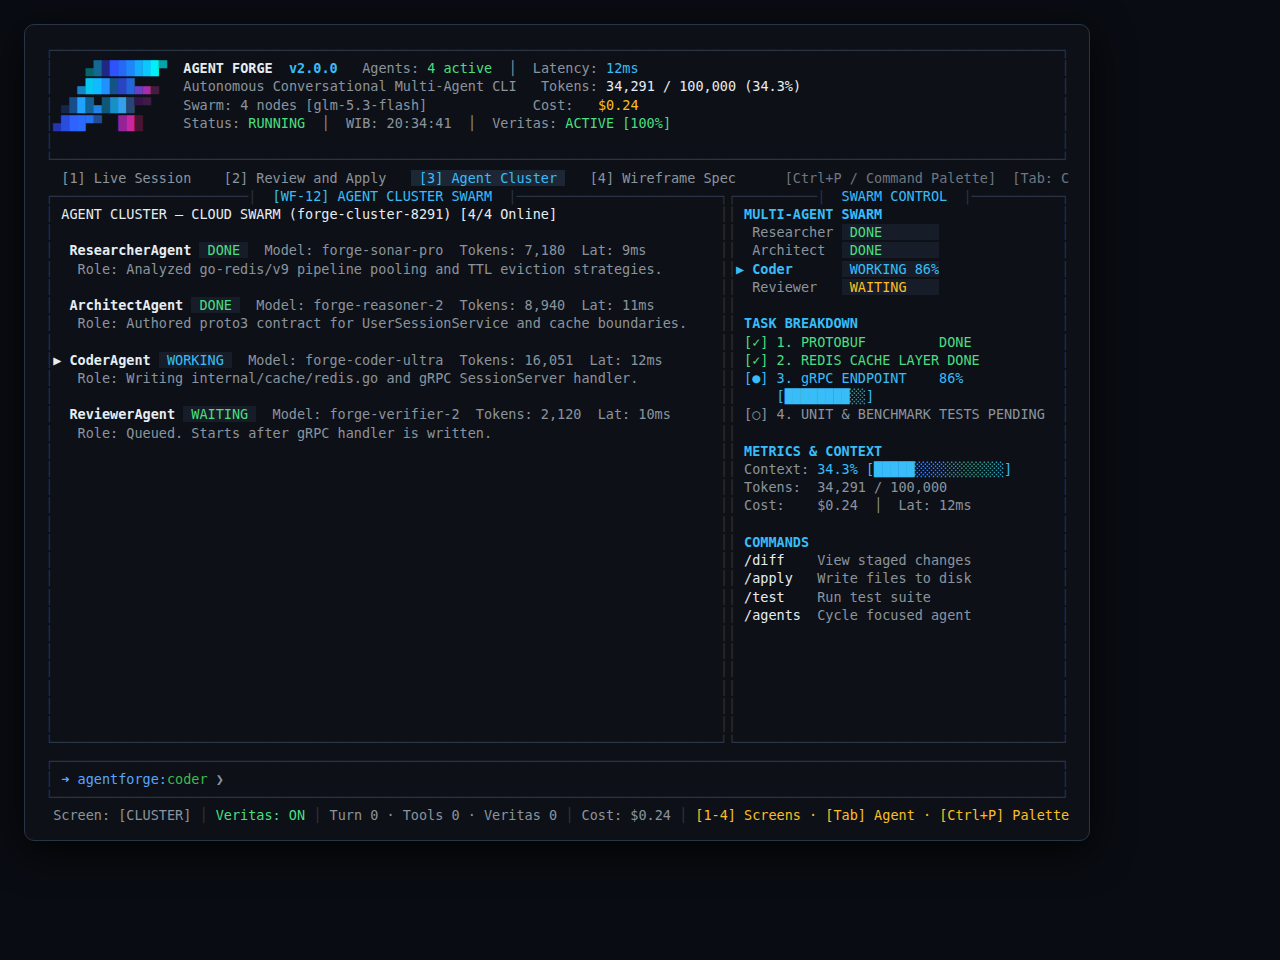 AGENT FORGE  v2.0.0   Agents: 4 active  │  Latency: 12ms
Autonomous Conversational Multi-Agent CLI   Tokens: 34,291 / 100,000 (34.3%)
Swarm: 4 nodes [glm-5.3-flash]             Cost:   $0.24
Status: RUNNING  │  WIB: 20:34:41  │  Veritas: ACTIVE [100%]
[1] Live Session    [2] Review and Apply    [3] Agent Cluster    [4] Wireframe Spec      [Ctrl+P / Command Palette]  [Tab: C
[WF-12] AGENT CLUSTER SWARM
AGENT CLUSTER — CLOUD SWARM (forge-cluster-8291) [4/4 Online]
ResearcherAgent  DONE   Model: forge-sonar-pro  Tokens: 7,180  Lat: 9ms
Role: Analyzed go-redis/v9 pipeline pooling and TTL eviction strategies.
ArchitectAgent  DONE   Model: forge-reasoner-2  Tokens: 8,940  Lat: 11ms
Role: Authored proto3 contract for UserSessionService and cache boundaries.
▶ CoderAgent  WORKING   Model: forge-coder-ultra  Tokens: 16,051  Lat: 12ms
Role: Writing internal/cache/redis.go and gRPC SessionServer handler.
ReviewerAgent  WAITING   Model: forge-verifier-2  Tokens: 2,120  Lat: 10ms
Role: Queued. Starts after gRPC handler is written.
SWARM CONTROL
MULTI-AGENT SWARM
Researcher  DONE
Architect  DONE
▶ Coder  WORKING 86%
Reviewer  WAITING
TASK BREAKDOWN
[✓] 1. PROTOBUF         DONE
[✓] 2. REDIS CACHE LAYER DONE
[●] 3. gRPC ENDPOINT    86%
[████████░░]
[○] 4. UNIT & BENCHMARK TESTS PENDING
METRICS & CONTEXT
Context: 34.3% [█████░░░░░░░░░░░]
Tokens:  34,291 / 100,000
Cost:    $0.24  │  Lat: 12ms
COMMANDS
/diff    View staged changes
/apply   Write files to disk
/test    Run test suite
/agents  Cycle focused agent
➜ agentforge:coder ❯
Screen: [CLUSTER] │ Veritas: ON │ Turn 0 · Tools 0 · Veritas 0 │ Cost: $0.24 │ [1-4] Screens · [Tab] Agent · [Ctrl+P] Palette